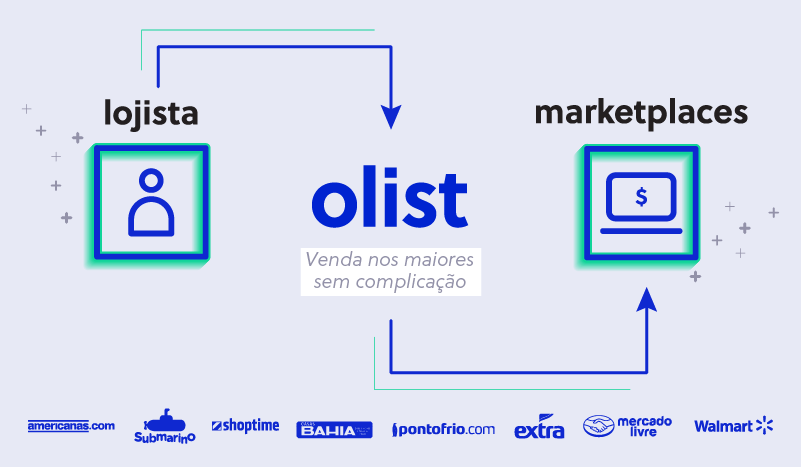 lojista
marketplaces
$
olist
Venda nos maiores
sem complicação
americanas.com
Submarino
shoptime
BAHIA
pontofrio.com
extra
mercado
livre
Walmart